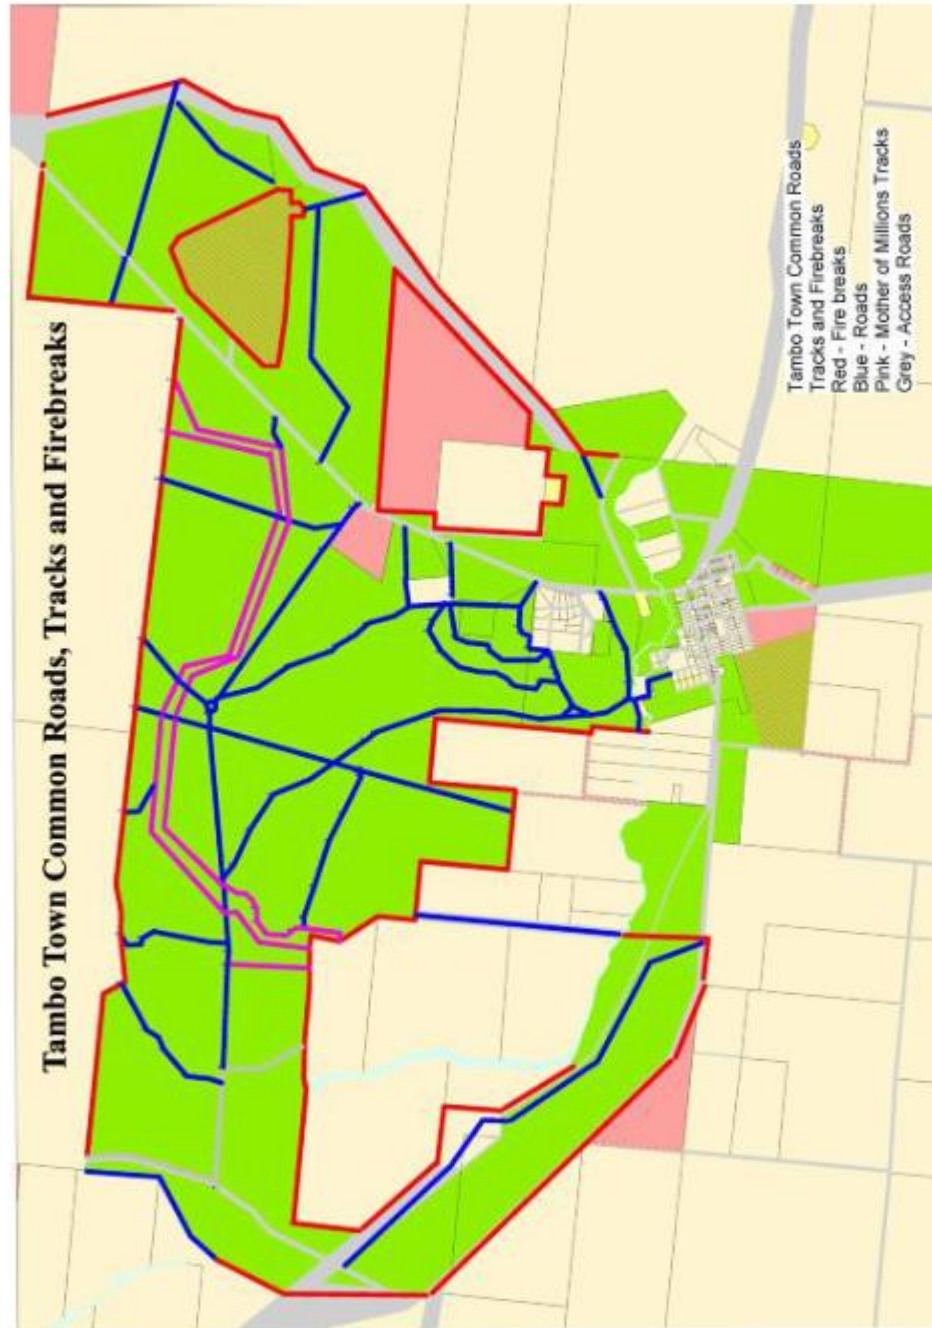 Tambo Town Common Roads, Tracks and Firebreaks
Tambo Town Common Roads
Tracks and Firebreaks
Red - Fire breaks
Blue - Roads
Pink - Mother of Millions Tracks
Grey - Access Roads